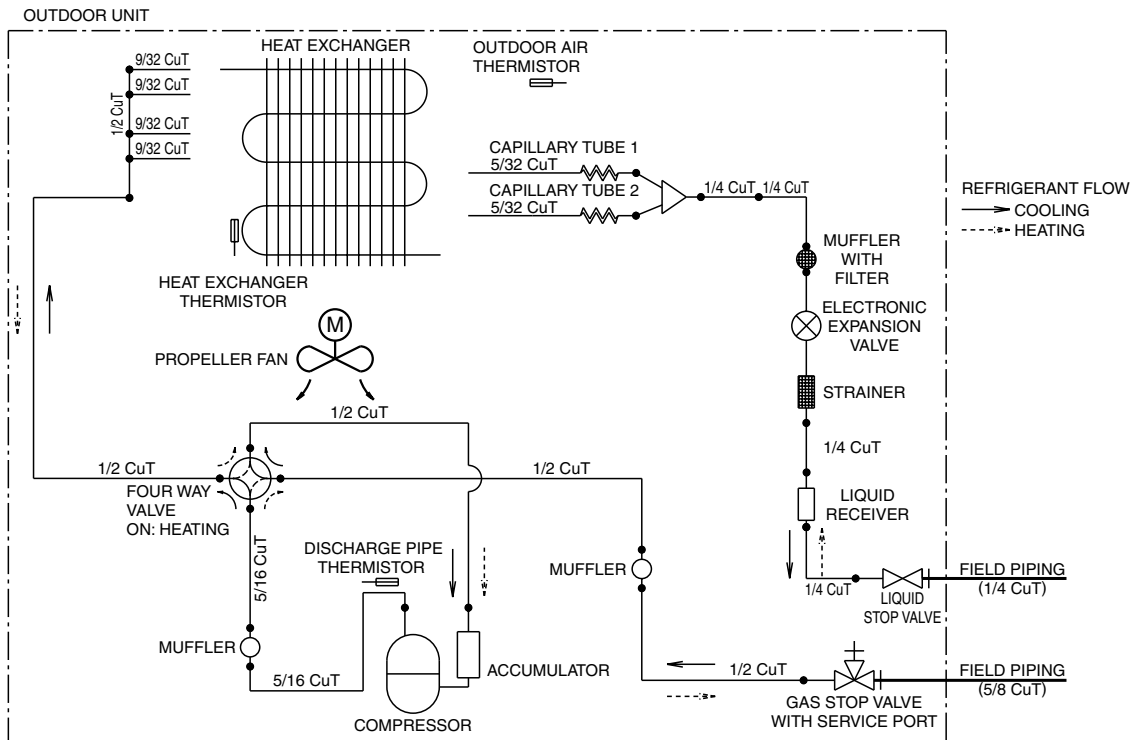 OUTDOOR UNIT
HEAT EXCHANGER
OUTDOOR AIR
THERMISTOR
9/32 CuT
9/32 CuT
9/32 CuT
9/32 CuT
1/2 CuT
CAPILLARY TUBE 1
5/32 CuT
CAPILLARY TUBE 2
5/32 CuT
1/4 CuT
1/4 CuT
REFRIGERANT FLOW
COOLING
HEATING
MUFFLER
WITH
FILTER
HEAT EXCHANGER
THERMISTOR
ELECTRONIC
EXPANSION
VALVE
M
PROPELLER FAN
STRAINER
1/2 CuT
1/4 CuT
1/2 CuT
1/2 CuT
FOUR WAY
VALVE
ON: HEATING
LIQUID
RECEIVER
5/16 CuT
DISCHARGE PIPE
THERMISTOR
MUFFLER
1/4 CuT
LIQUID
STOP VALVE
FIELD PIPING
(1/4 CuT)
MUFFLER
5/16 CuT
ACCUMULATOR
COMPRESSOR
1/2 CuT
GAS STOP VALVE
WITH SERVICE PORT
FIELD PIPING
(5/8 CuT)